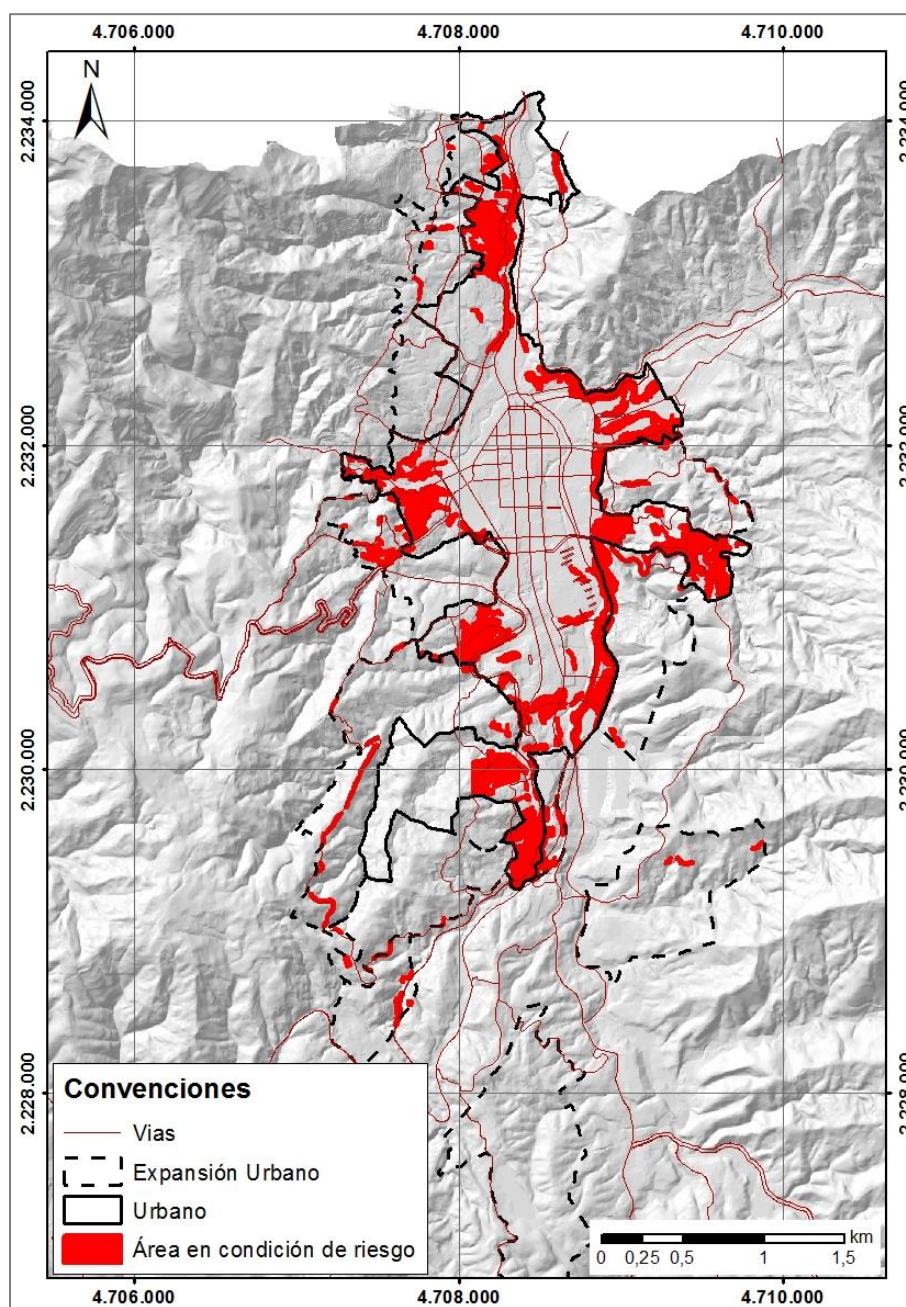 4.706.000 4.708.000 4.710.000
N
2.234.000 2.234.000
2.232.000 2.232.000
2.230.000 2.230.000
2.228.000 2.228.000
Convenciones
Vias
Expansión Urbano
Urbano
Área en condición de riesgo
km
0 0,25 0,5 1 1,5
4.706.000 4.708.000 4.710.000